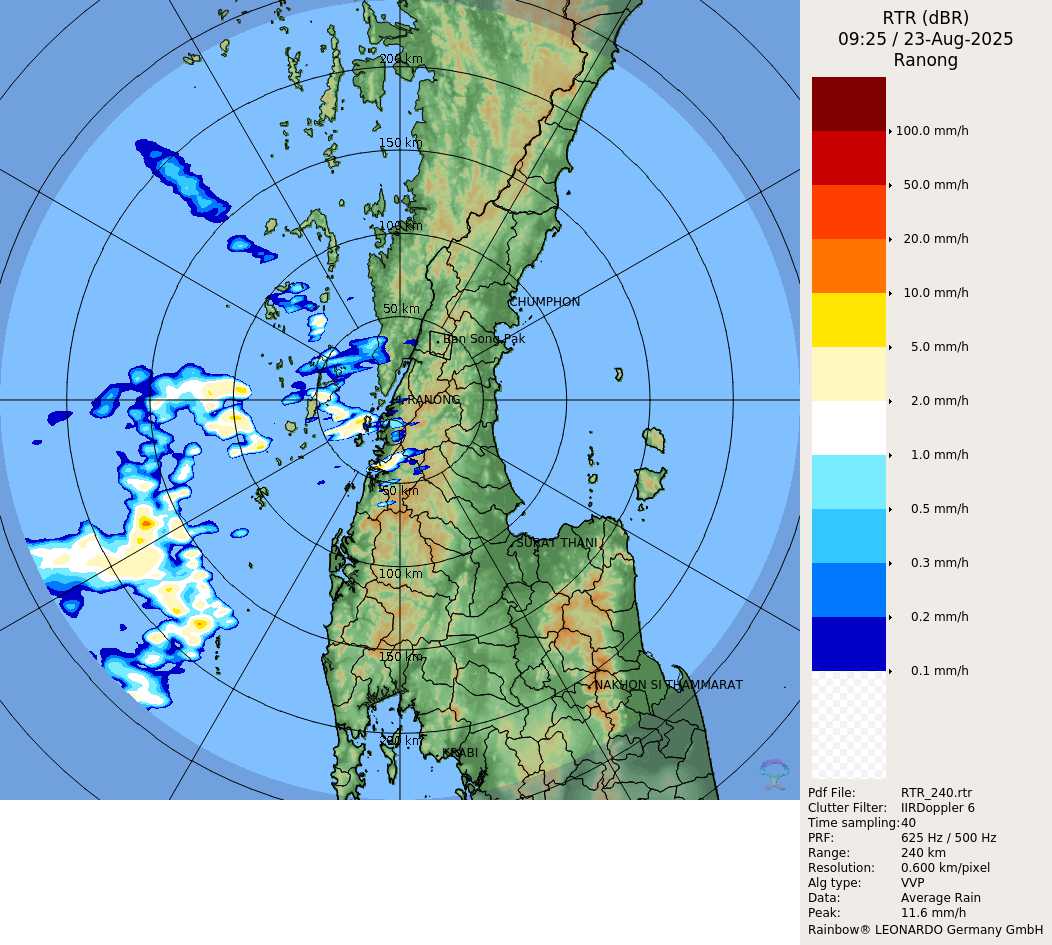 RTR (dBR)
09:25 / 23-Aug-2025
Ranong
200 km
150 km
100 km
50 km
CHUMPHON
Ban Song Pak
RANONG
50 km
SURAT THANI
100 km
150 km
NAKHON SI THAMMARAT
200 km
KRABI
100.0 mm/h
50.0 mm/h
20.0 mm/h
10.0 mm/h
5.0 mm/h
2.0 mm/h
1.0 mm/h
0.5 mm/h
0.3 mm/h
0.2 mm/h
0.1 mm/h
Pdf File: RTR_240.rtr
Clutter Filter: IIRDoppler 6
Time sampling: 40
PRF: 625 Hz / 500 Hz
Range: 240 km
Resolution: 0.600 km/pixel
Alg type: VVP
Data: Average Rain
Peak: 11.6 mm/h
Rainbow® LEONARDO Germany GmbH